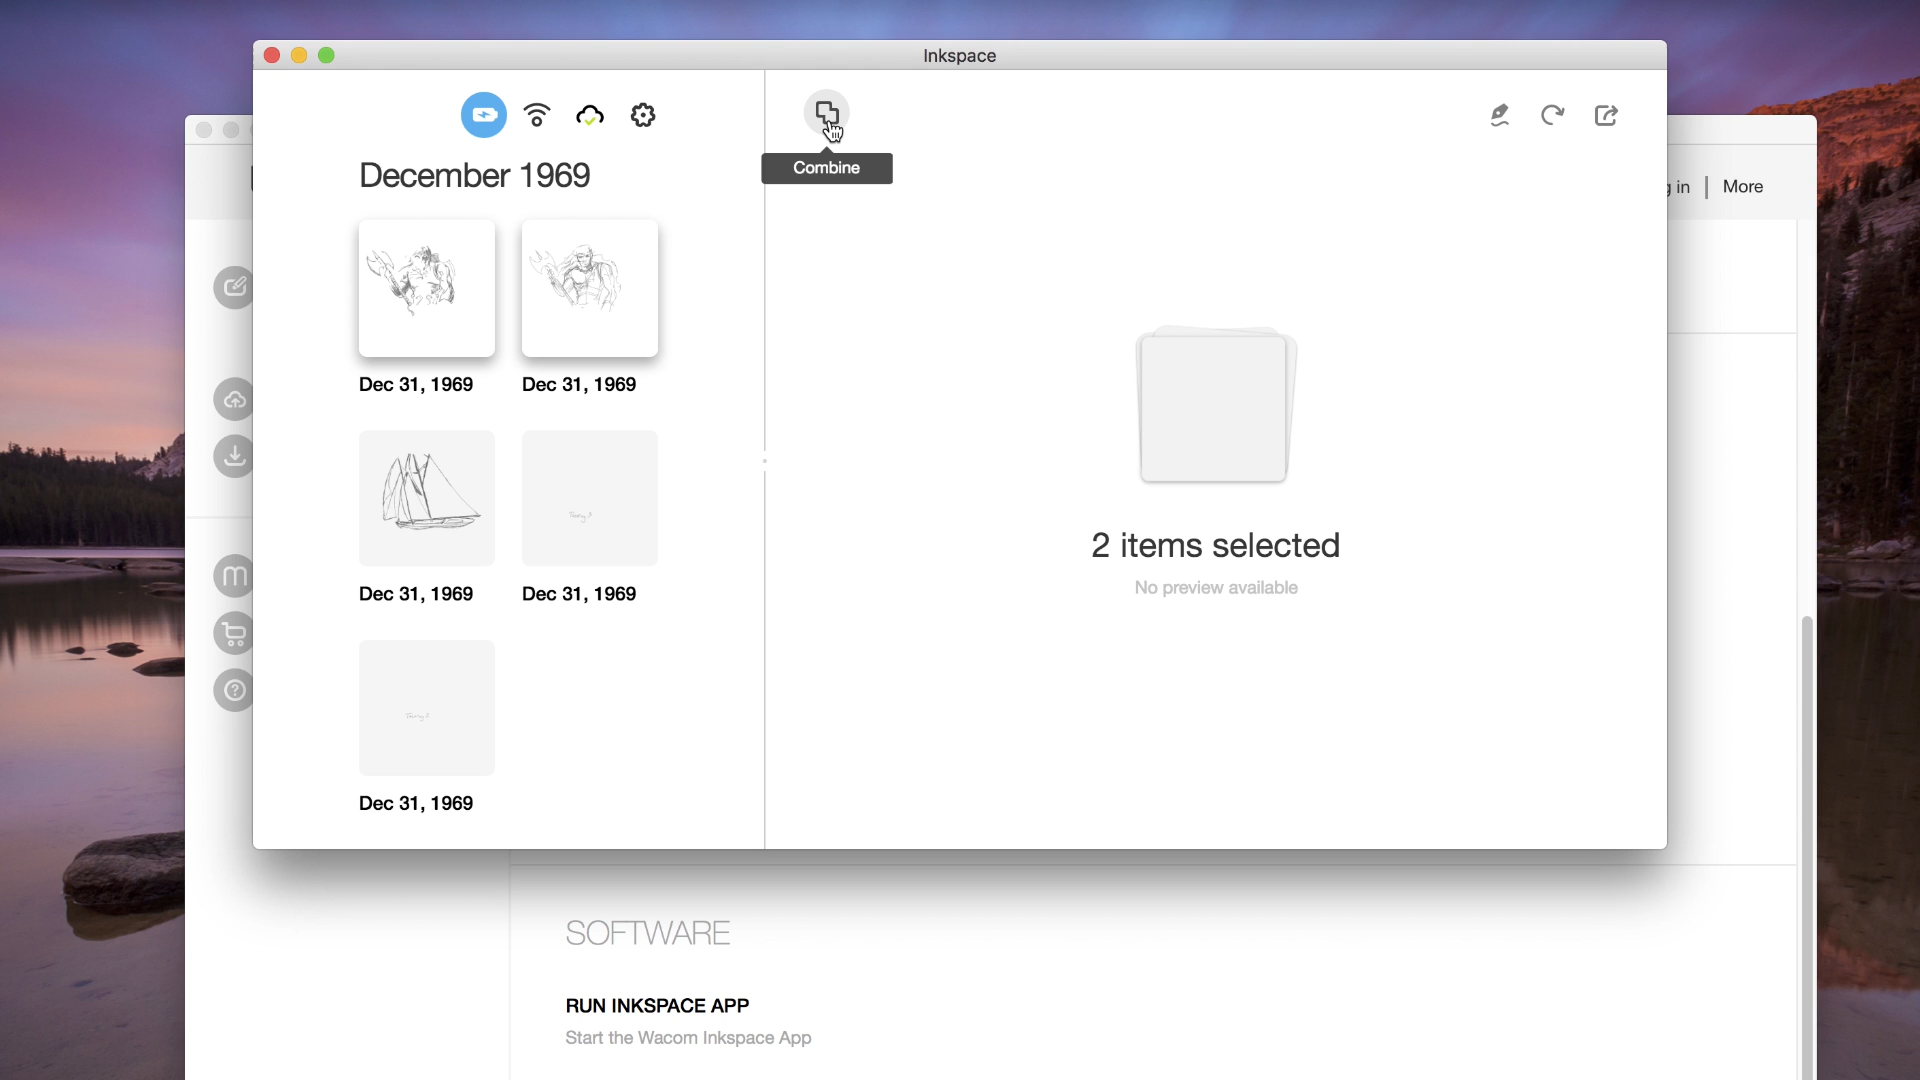 Inkspace
Combine
December 1969
g in | More
Dec 31, 1969
Dec 31, 1969
Dec 31, 1969
Dec 31, 1969
Dec 31, 1969
2 items selected
No preview available
SOFTWARE
RUN INKSPACE APP
Start the Wacom Inkspace App